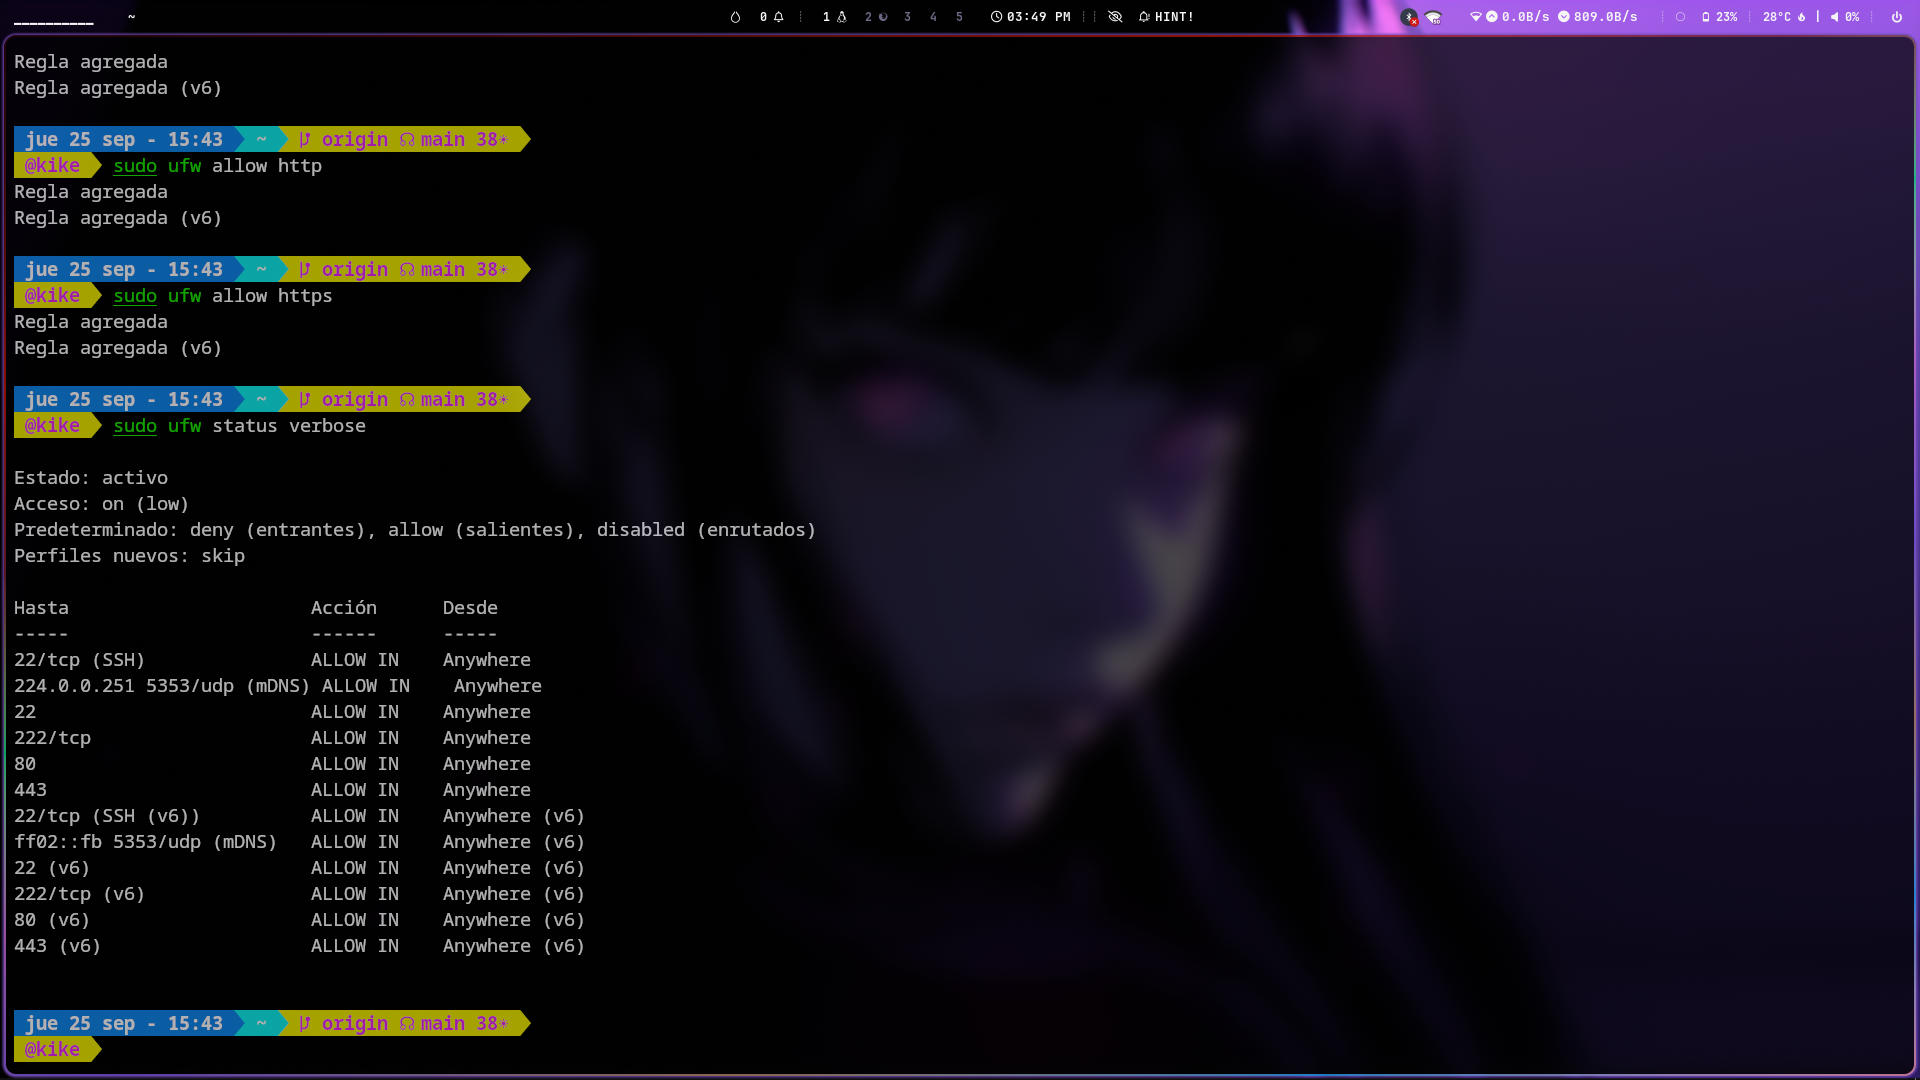 __________ ~ 0 1 2 3 4 5 03:49 PM HINT! 0.0B/s 809.0B/s 23% 28°C 0%
Regla agregada
Regla agregada (v6)
jue 25 sep - 15:43 ~ origin main 38
@kike sudo ufw allow http
Regla agregada
Regla agregada (v6)
jue 25 sep - 15:43 ~ origin main 38
@kike sudo ufw allow https
Regla agregada
Regla agregada (v6)
jue 25 sep - 15:43 ~ origin main 38
@kike sudo ufw status verbose
Estado: activo
Acceso: on (low)
Predeterminado: deny (entrantes), allow (salientes), disabled (enrutados)
Perfiles nuevos: skip
Hasta Acción Desde
----- ------ -----
22/tcp (SSH) ALLOW IN Anywhere
224.0.0.251 5353/udp (mDNS) ALLOW IN Anywhere
22 ALLOW IN Anywhere
222/tcp ALLOW IN Anywhere
80 ALLOW IN Anywhere
443 ALLOW IN Anywhere
22/tcp (SSH (v6)) ALLOW IN Anywhere (v6)
ff02::fb 5353/udp (mDNS) ALLOW IN Anywhere (v6)
22 (v6) ALLOW IN Anywhere (v6)
222/tcp (v6) ALLOW IN Anywhere (v6)
80 (v6) ALLOW IN Anywhere (v6)
443 (v6) ALLOW IN Anywhere (v6)
jue 25 sep - 15:43 ~ origin main 38
@kike